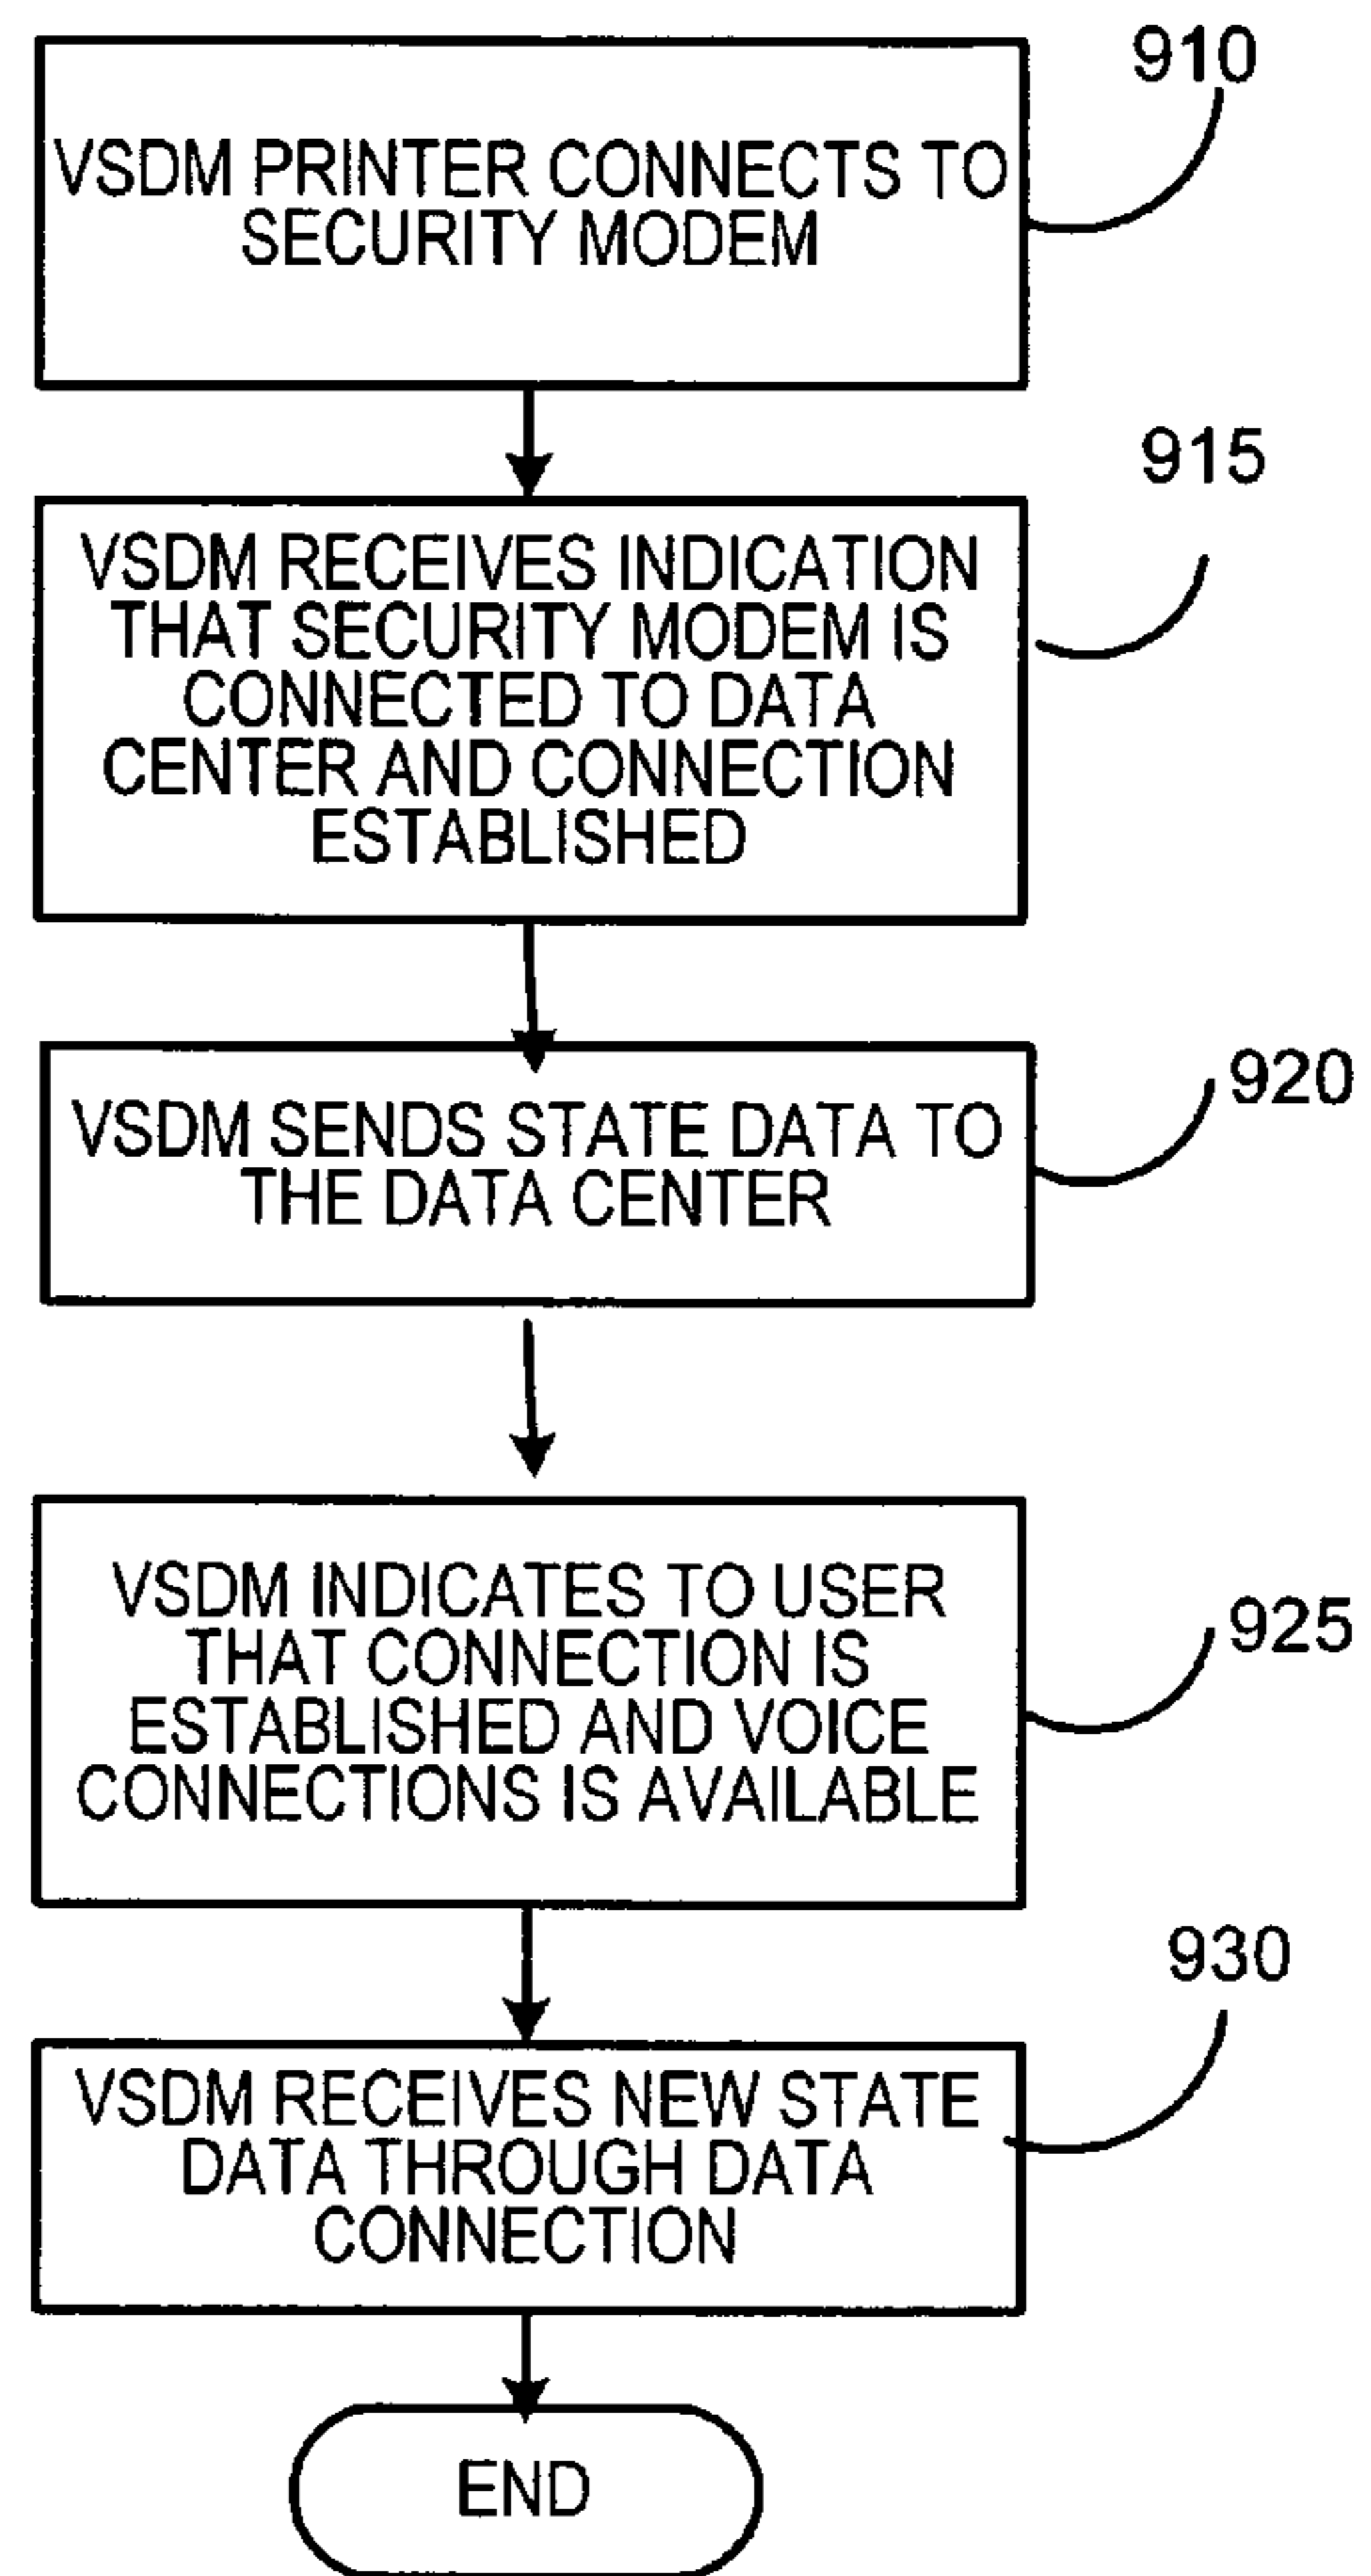 910
VSDM PRINTER CONNECTS TO
SECURITY MODEM
915
VSDM RECEIVES INDICATION
THAT SECURITY MODEM IS
CONNECTED TO DATA
CENTER AND CONNECTION
ESTABLISHED
920
VSDM SENDS STATE DATA TO
THE DATA CENTER
925
VSDM INDICATES TO USER
THAT CONNECTION IS
ESTABLISHED AND VOICE
CONNECTIONS IS AVAILABLE
930
VSDM RECEIVES NEW STATE
DATA THROUGH DATA
CONNECTION
END